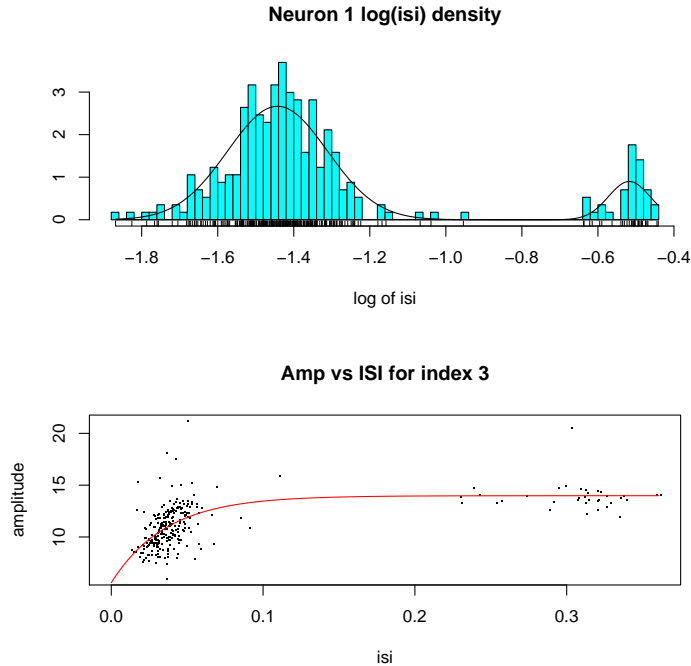 Neuron 1 log(isi) density
3
2
1
0
−1.8 −1.6 −1.4 −1.2 −1.0 −0.8 −0.6 −0.4
log of isi
Amp vs ISI for index 3
20
15
10
amplitude
0.0 0.1 0.2 0.3
isi